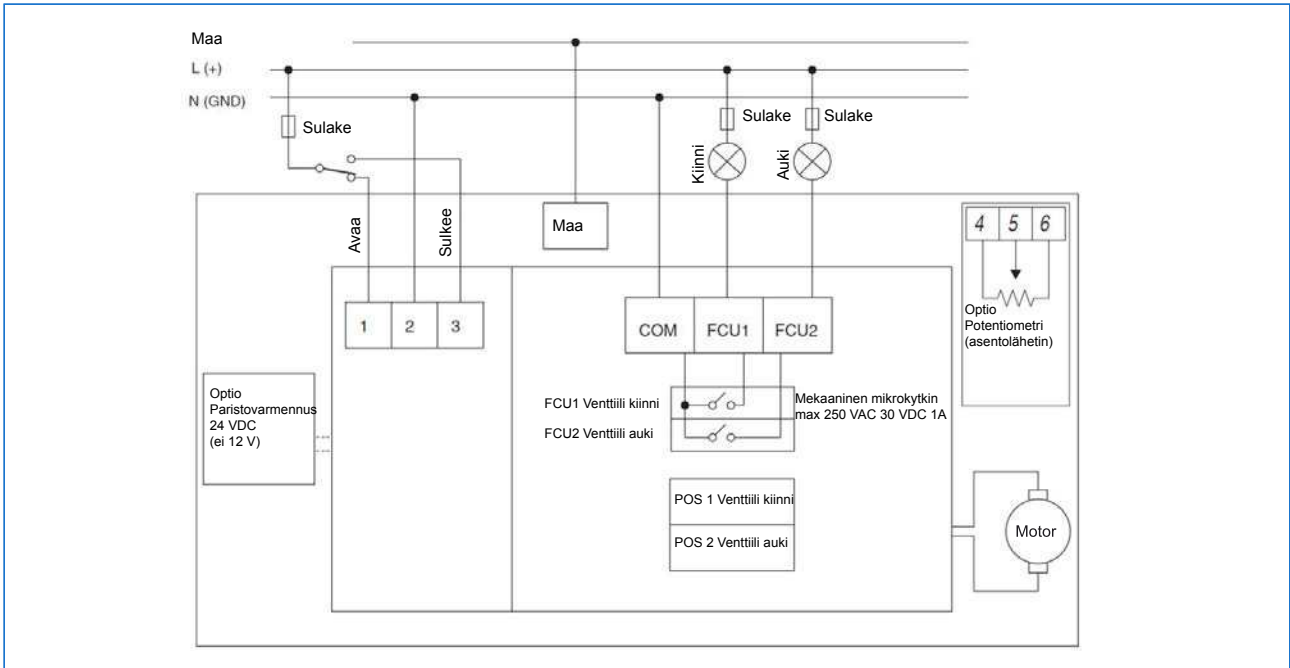 Maa
L (+)
N (GND)
Sulake
Sulake
Sulake
Kiinni
Auki
Avaa
Sulkee
Maa
4 5 6
Optio
Potentiometri
(asentolähetin)
1 2 3
COM FCU1 FCU2
Optio
Paristovarmennus
24 VDC
(ei 12 V)
FCU1 Venttiili kiinni
FCU2 Venttiili auki
Mekaaninen mikrokytkin
max 250 VAC 30 VDC 1A
POS 1 Venttiili kiinni
POS 2 Venttiili auki
Motor